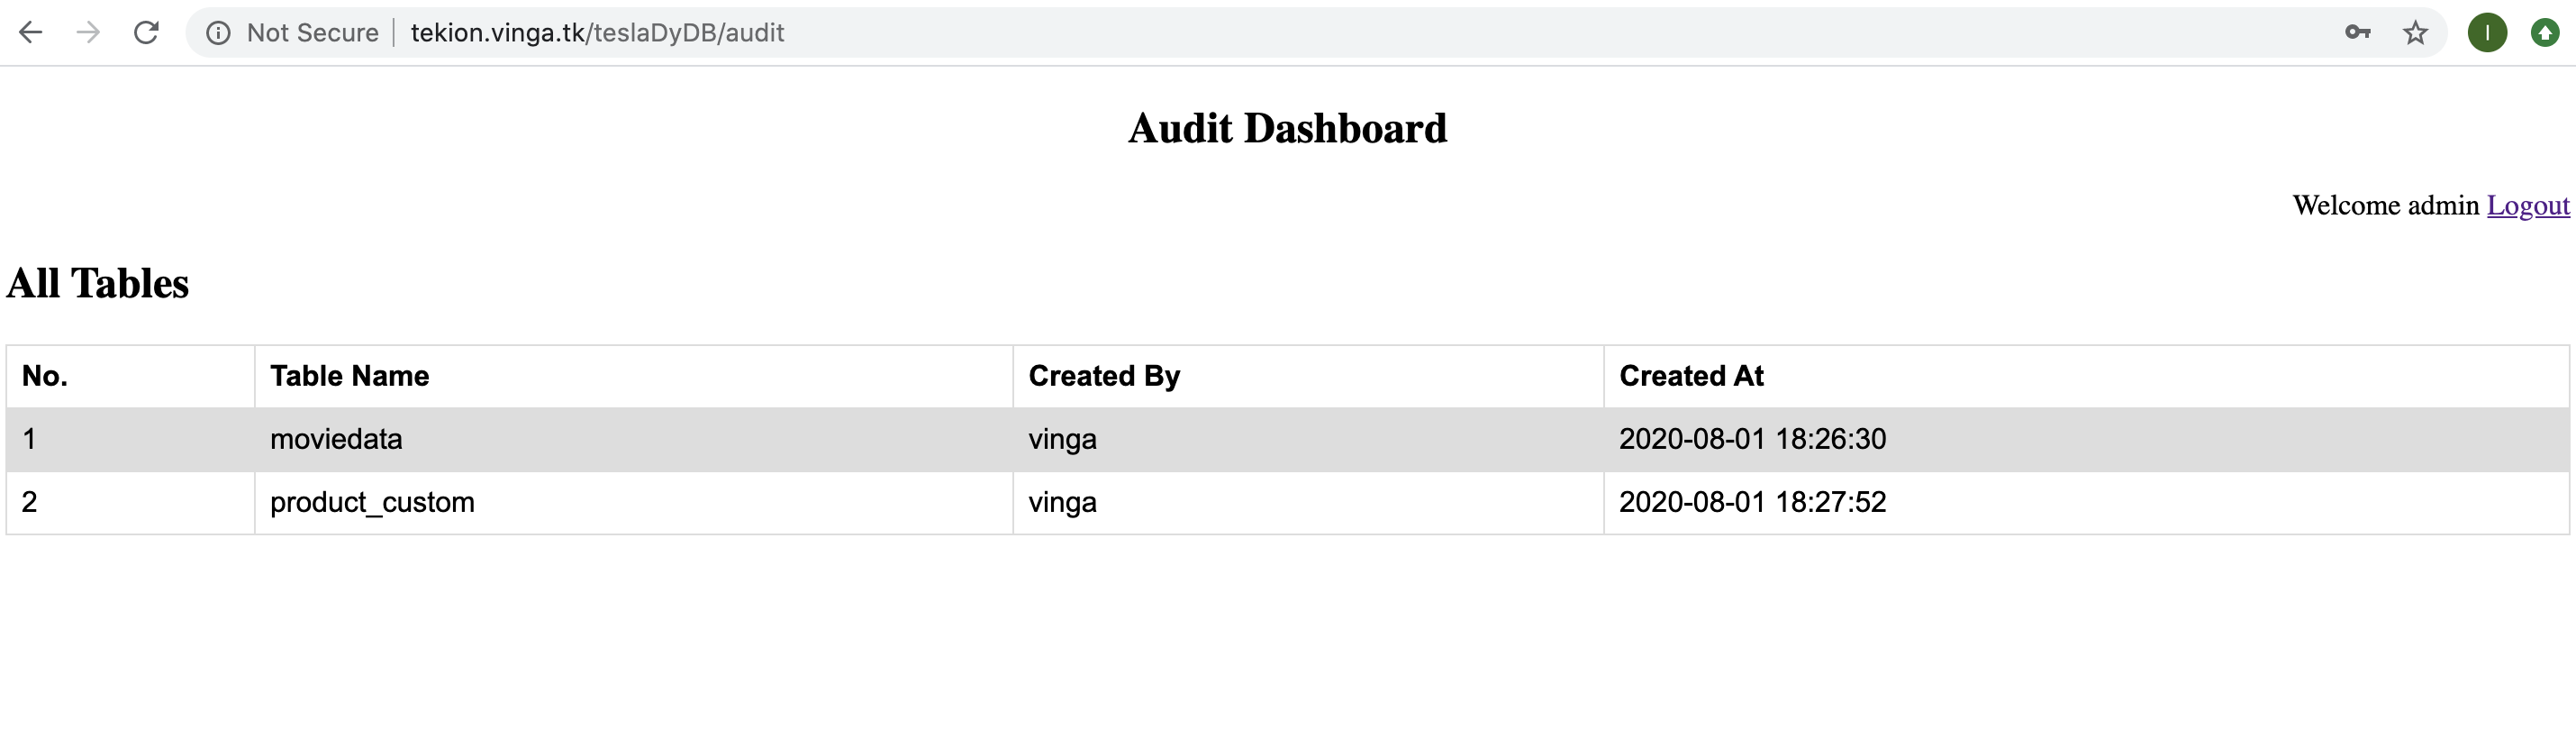 Not Secure | tekion.vinga.tk/teslaDyDB/audit
I
Audit Dashboard
Welcome admin Logout
All Tables
No. Table Name Created By Created At
1 moviedata vinga 2020-08-01 18:26:30
2 product_custom vinga 2020-08-01 18:27:52